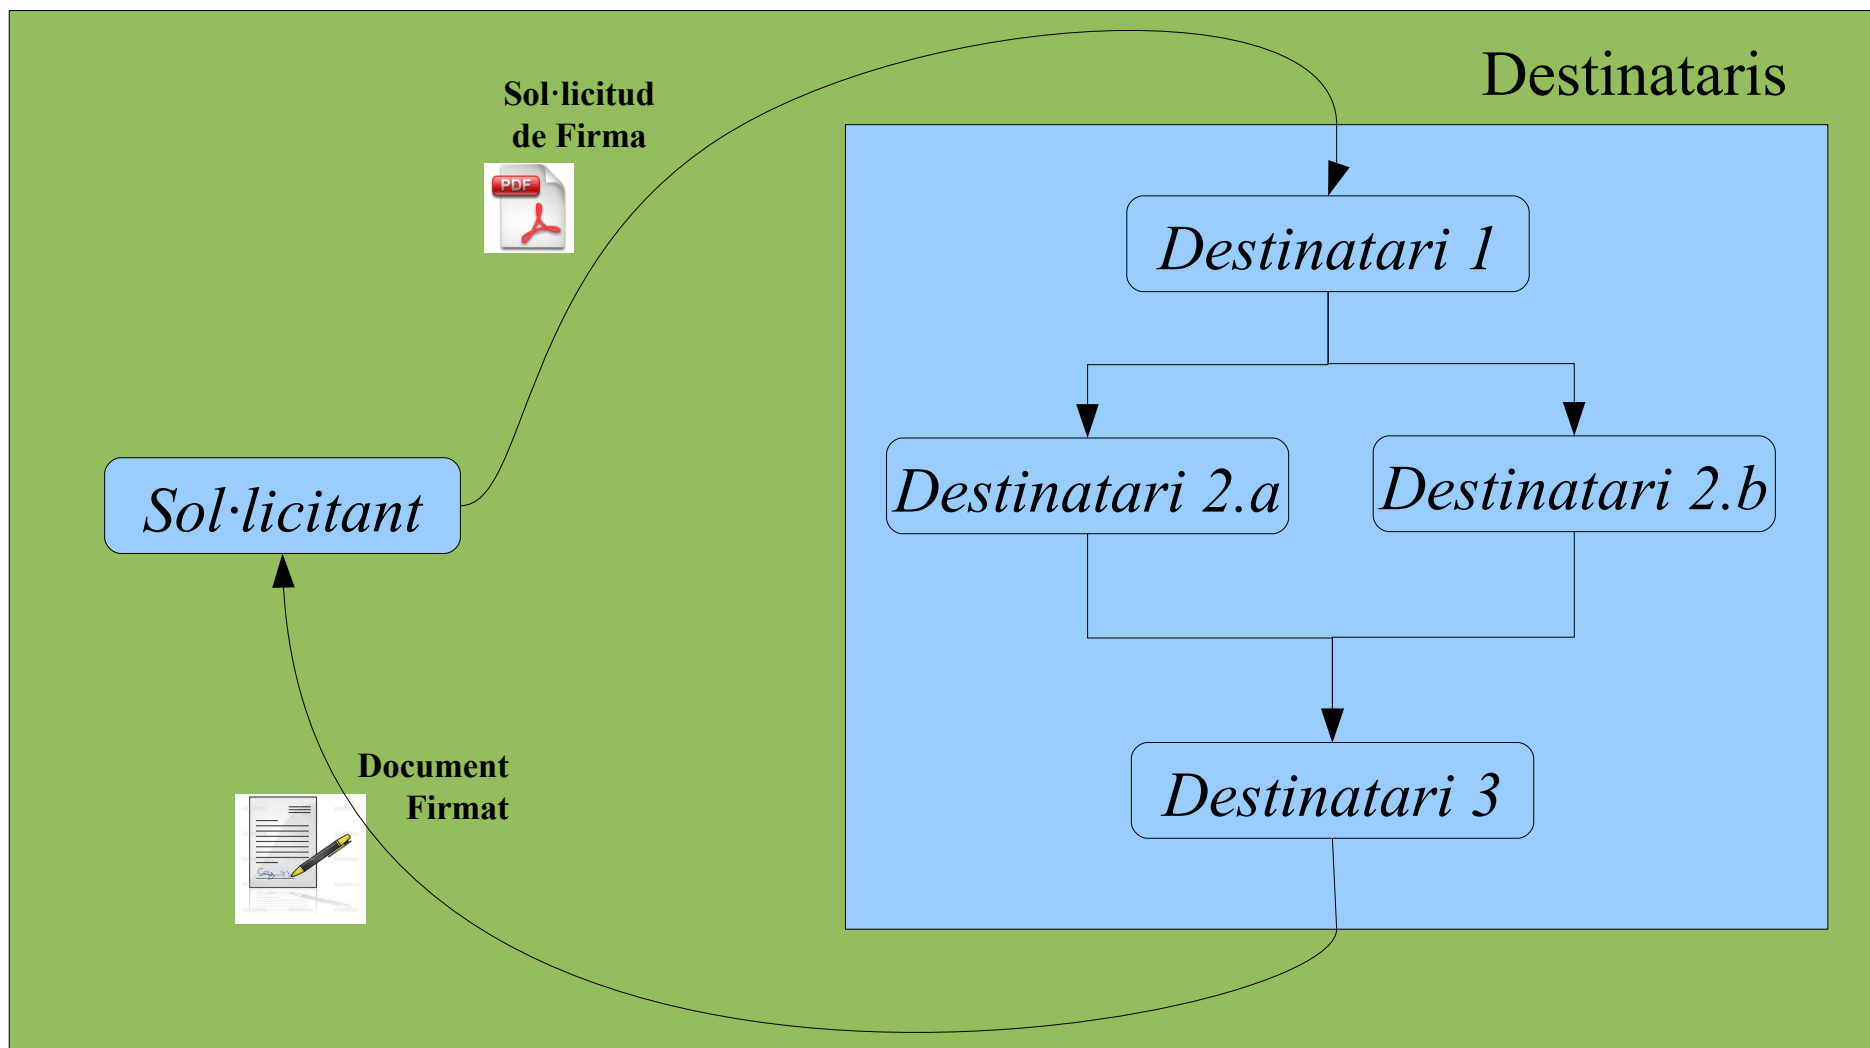 Destinataris
Sol·licitud
de Firma
PDF
Destinatari 1
Destinatari 2.a
Destinatari 2.b
Sol·licitant
Document
Firmat
Destinatari 3